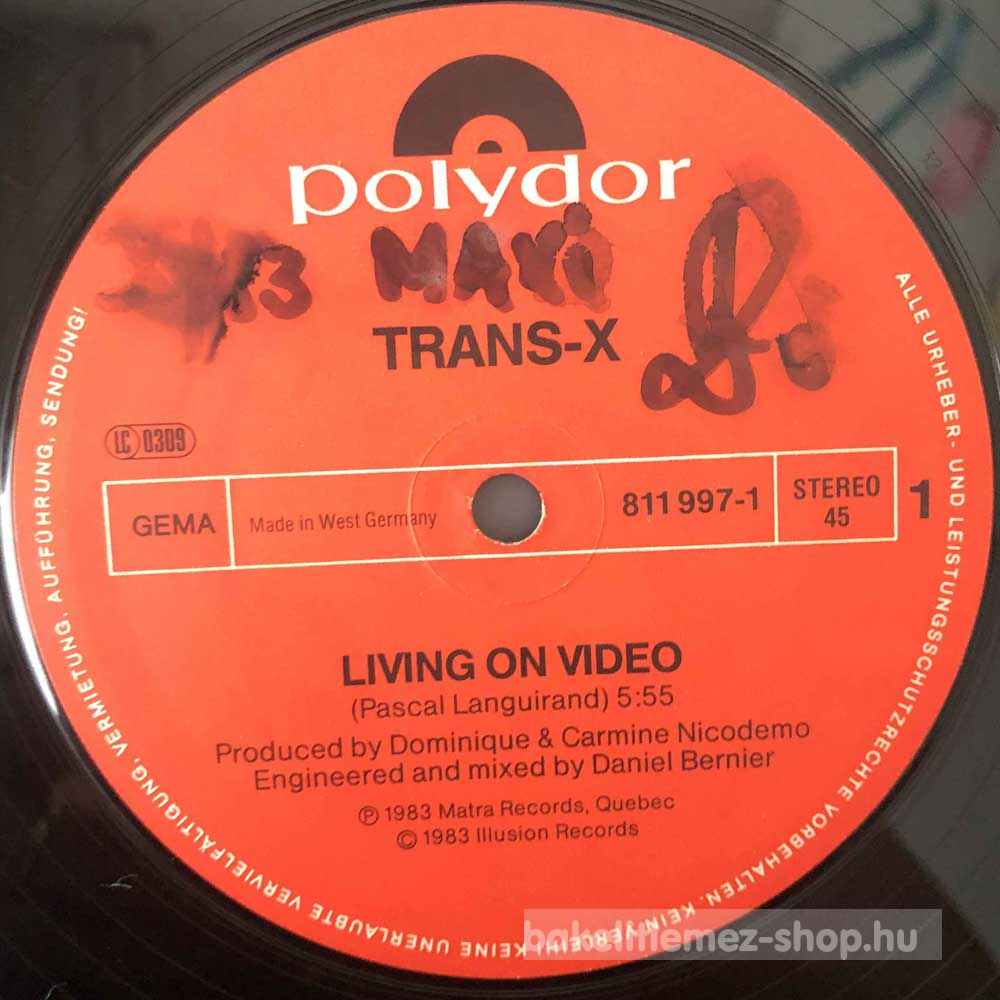 polydor
MAXI
TRANS-X
LC 0309
GEMA
Made in West Germany
811 997-1
STEREO
45
1
LIVING ON VIDEO
(Pascal Languirand) 5:55
Produced by Dominique & Carmine Nicodemo
Engineered and mixed by Daniel Bernier
℗ 1983 Matra Records, Quebec
© 1983 Illusion Records
ALLE URHEBER- UND LEISTUNGSSCHUTZRECHTE VORBEHALTEN. KEIN VERLEIH! KEINE UNERLAUBTE VERVIELFÄLTIGUNG, VERMIETUNG, AUFFÜHRUNG, SENDUNG!
bakelitlemez-shop.hu